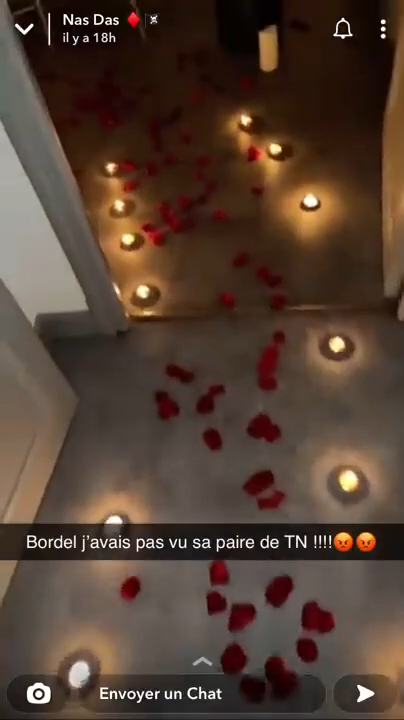 Nas Das ♦️
il y a 18h
Bordel j'avais pas vu sa paire de TN !!!!😡😡
Envoyer un Chat